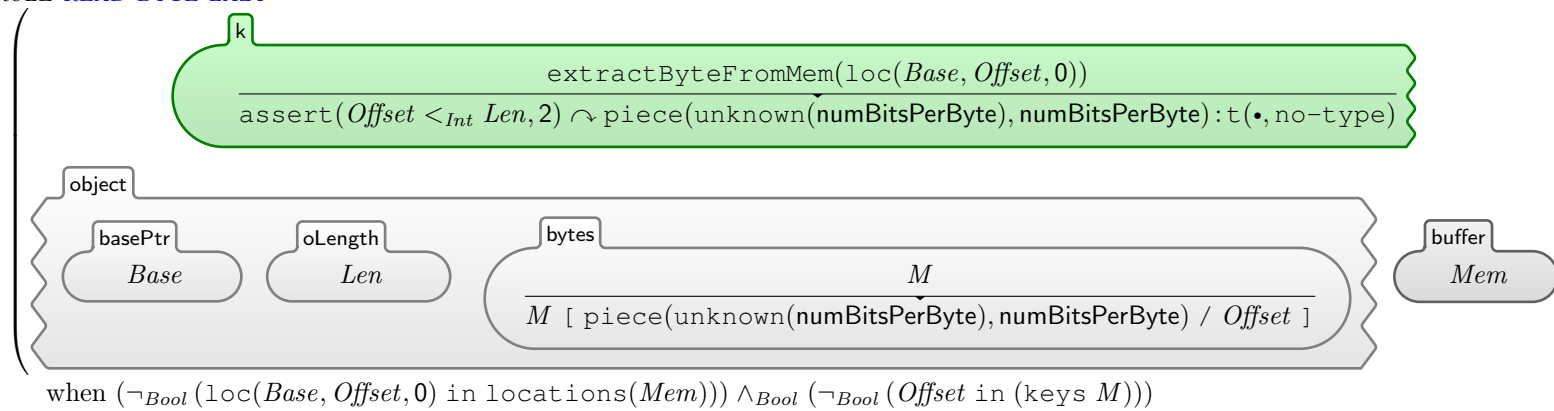 k
extractByteFromMem(loc(Base, Offset, 0))
assert(Offset <Int Len, 2) ↷ piece(unknown(numBitsPerByte), numBitsPerByte) : t(•, no-type)
object
basePtr oLength bytes buffer
Base Len M Mem
M [ piece(unknown(numBitsPerByte), numBitsPerByte) / Offset ]
when (¬Bool (loc(Base, Offset, 0) in locations(Mem))) ∧Bool (¬Bool (Offset in (keys M)))